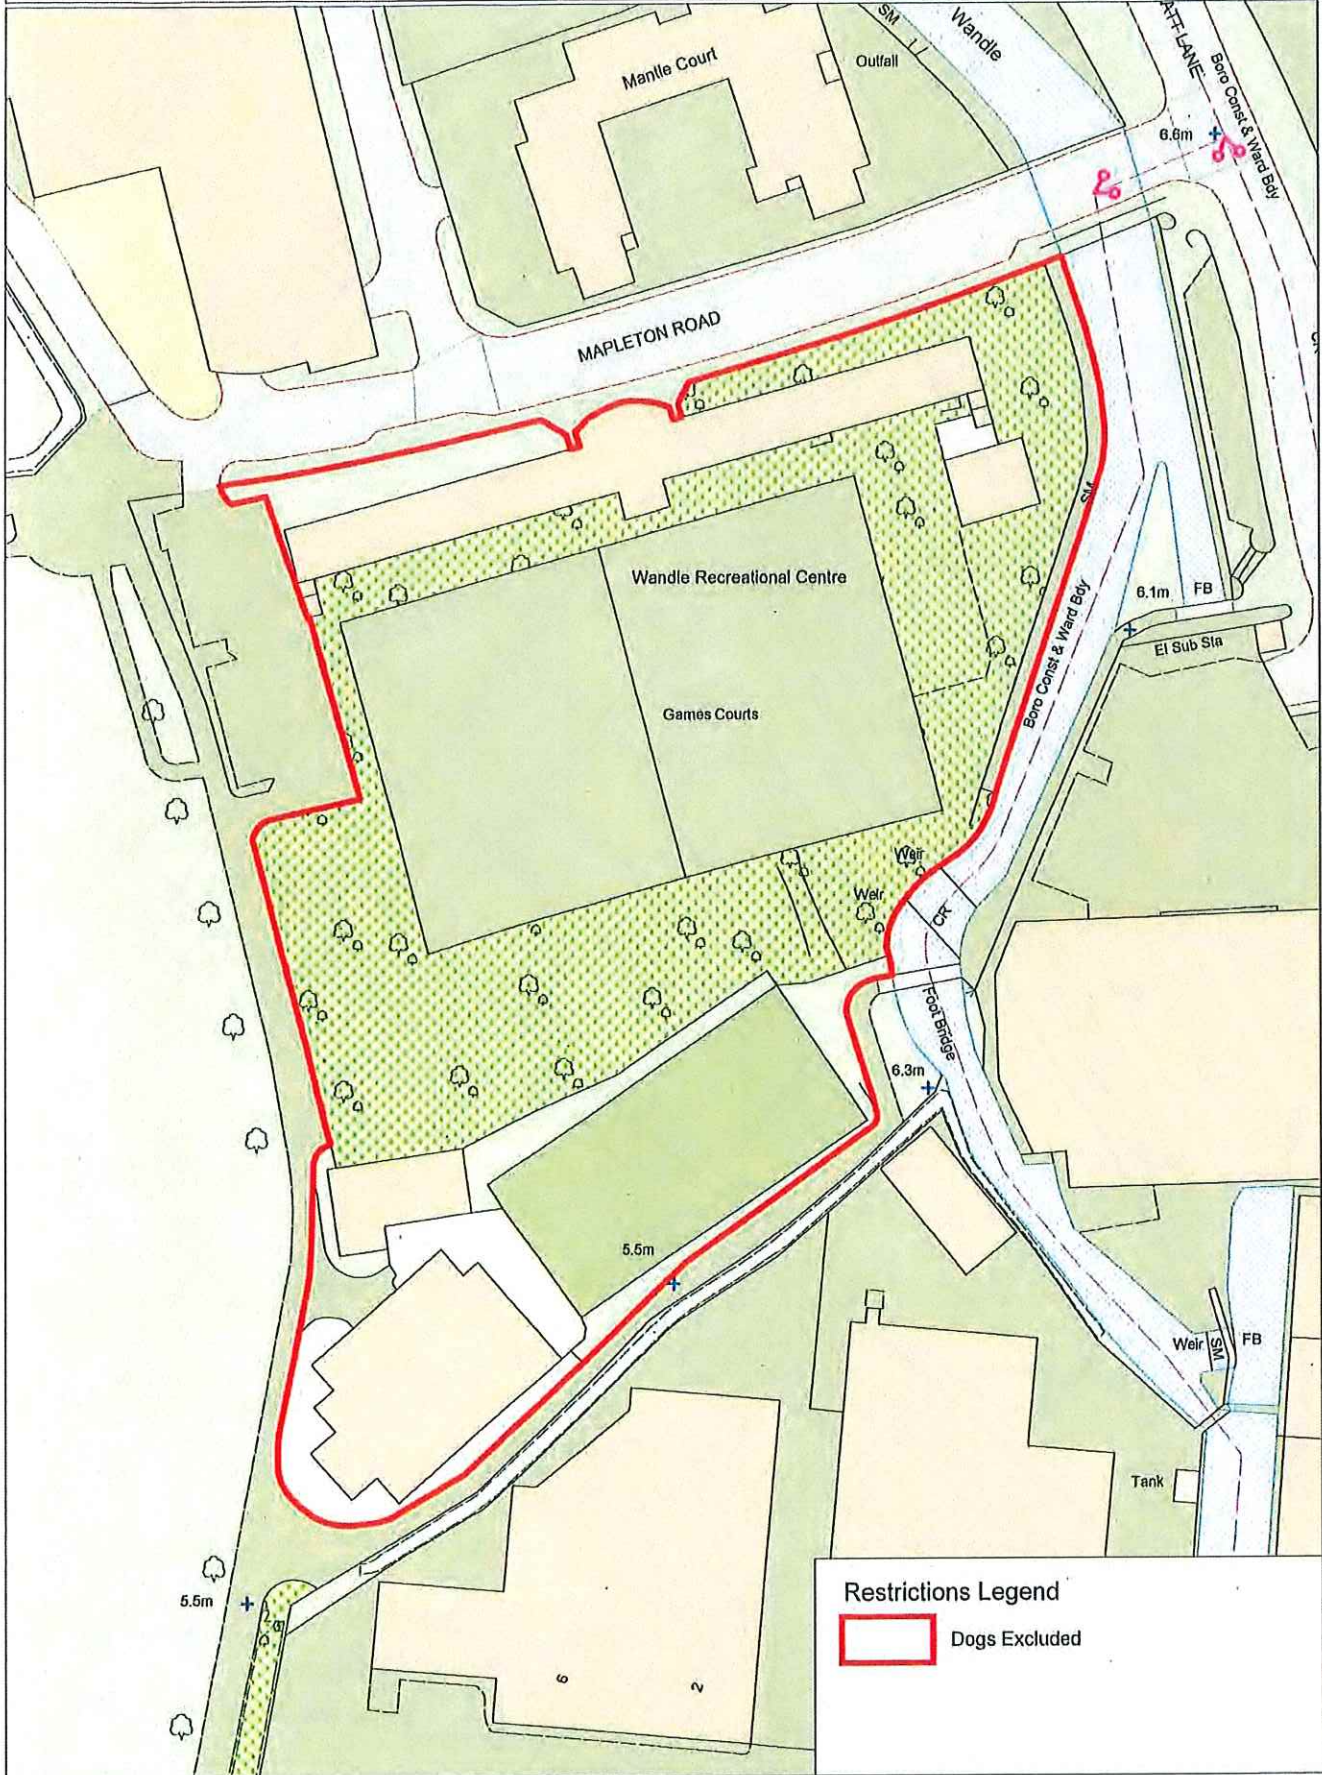 SM
Wandle
ATT LANE
Mantle Court
Outfall
Boro Const & Ward Bdy
6.6m
MAPLETON ROAD
SM
Wandle Recreational Centre
6.1m
FB
El Sub Sta
Boro Const & Ward Bdy
Games Courts
Weir
Weir
CR
Foot Bridge
6.3m
5.5m
Weir
SM
FB
Tank
5.5m
6
2
Restrictions Legend
Dogs Excluded